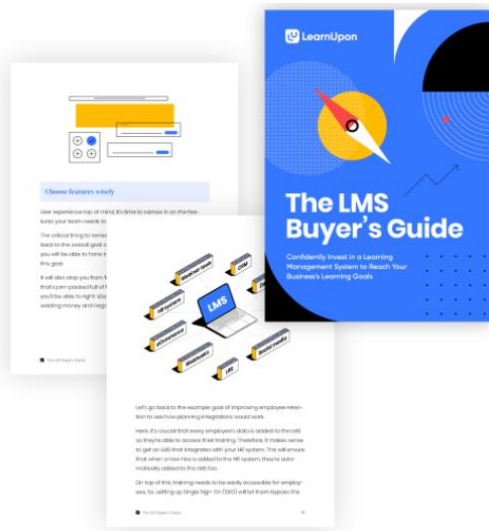 LearnUpon
The LMS
Buyer's Guide
Confidently Invest in a Learning
Management System to Reach Your
Business's Learning Goals
Choose features wisely
User experience top of mind, it's time to narrow in on the fea-
tures your team needs to
The critical thing to
back to the overall goal
you will be able to hone
this goal.
It will also stop you from
that's jam packed full of
you'll be able to right
wasting money and
The LMS Buyer's Guide
Webinar tech
CRM
HR system
LMS
eCommerce
Social media
Webhooks
Let's go back to the example goal of improving employee reten-
tion to see how planning integrations would work.
Here, it's crucial that every employee's data is added to the LMS
so they're able to access their training. Therefore, it makes sense
to get an LMS that integrates with your HR system. This will ensure
that when a new hire is added to the HR system, they're auto-
matically added to the LMS too.
On top of this, training needs to be easily accessible for employ-
ees. So, setting up Single Sign On (SSO) will let them bypass the
The LMS Buyer's Guide